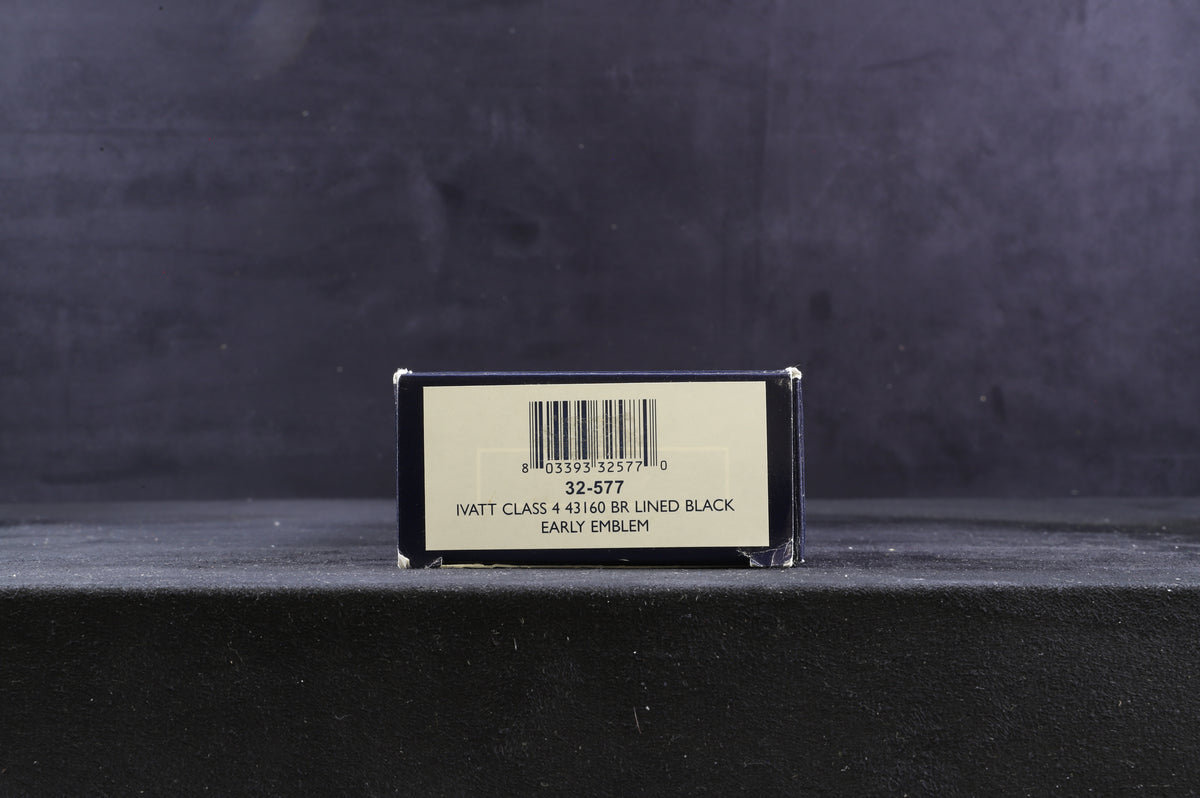 8 03393 32577 0
32-577
IVATT CLASS 4 43160 BR LINED BLACK
EARLY EMBLEM